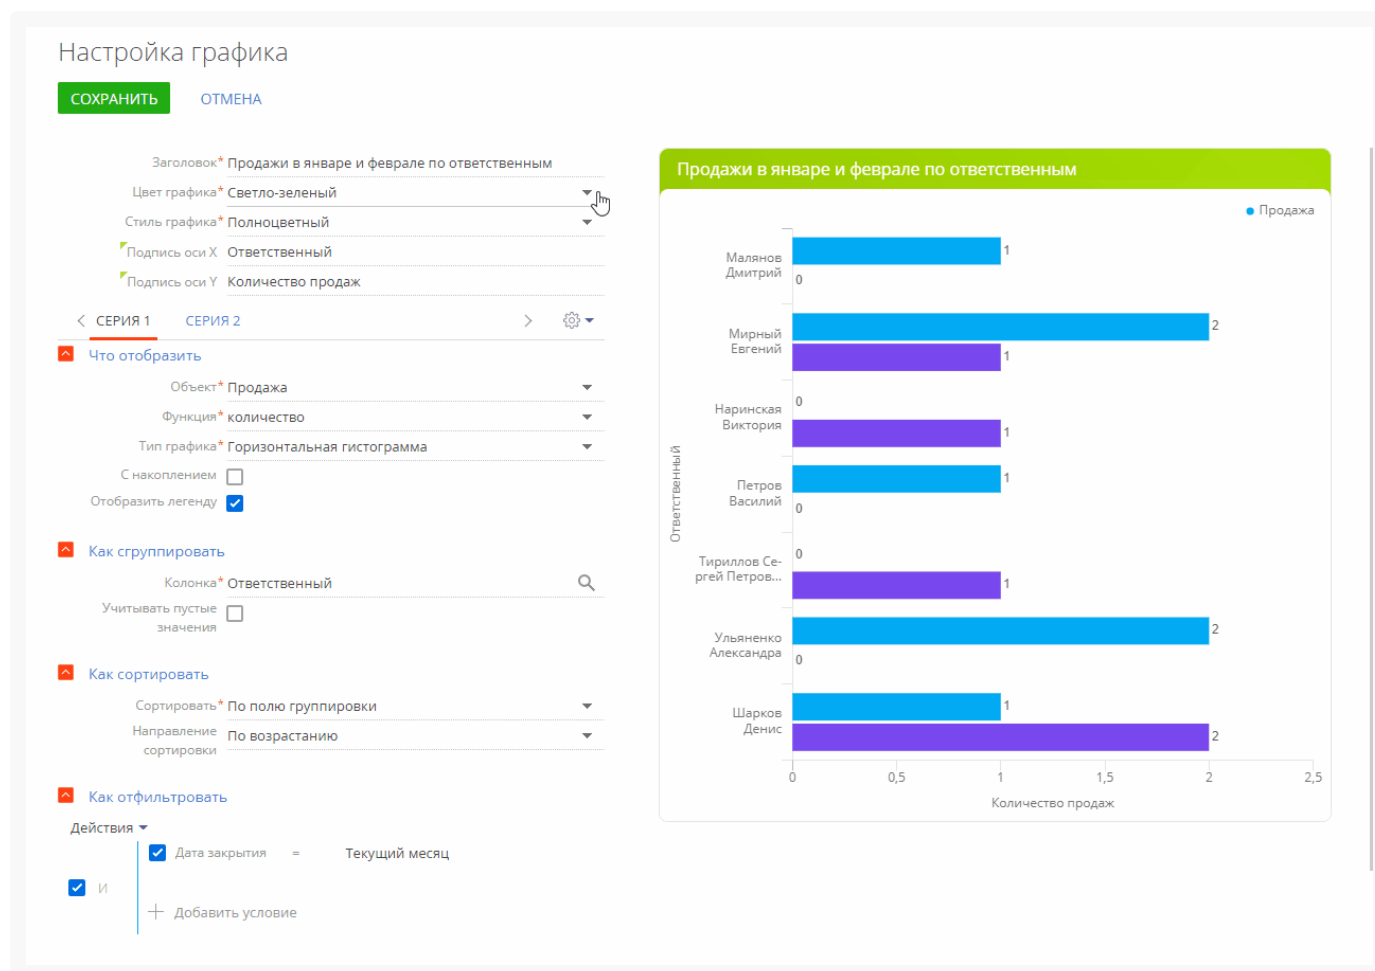 Настройка графика
СОХРАНИТЬ ОТМЕНА
Заголовок* Продажи в январе и феврале по ответственным
Цвет графика* Светло-зеленый
Стиль графика* Полноцветный
Подпись оси X Ответственный
Подпись оси Y Количество продаж
СЕРИЯ 1 СЕРИЯ 2
Что отобразить
Объект* Продажа
Функция* количество
Тип графика* Горизонтальная гистограмма
С накоплением
Отобразить легенду
Как сгруппировать
Колонка* Ответственный
Учитывать пустые
значения
Как сортировать
Сортировать* По полю группировки
Направление
сортировки
По возрастанию
Как отфильтровать
Действия
Дата закрытия = Текущий месяц
И
Добавить условие
Продажи в январе и феврале по ответственным
Продажа
Ответственный
Малянов
Дмитрий
1
0
Мирный
Евгений
2
1
Наринская
Виктория
0
1
Петров
Василий
1
0
Тириллов Се-
ргей Петров...
0
1
Ульяненко
Александра
2
0
Шарков
Денис
1
2
0 0,5 1 1,5 2 2,5
Количество продаж